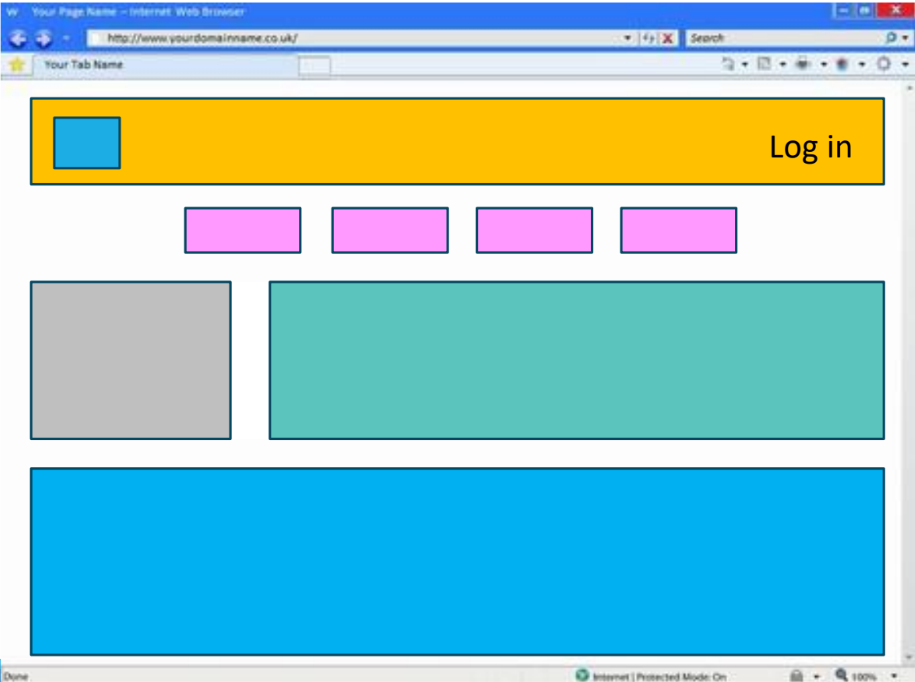 W Your Page Name – Internet Web Browser
http://www.yourdomainname.co.uk/ Search
Your Tab Name
Log in
Done Internet | Protected Mode: On 100%